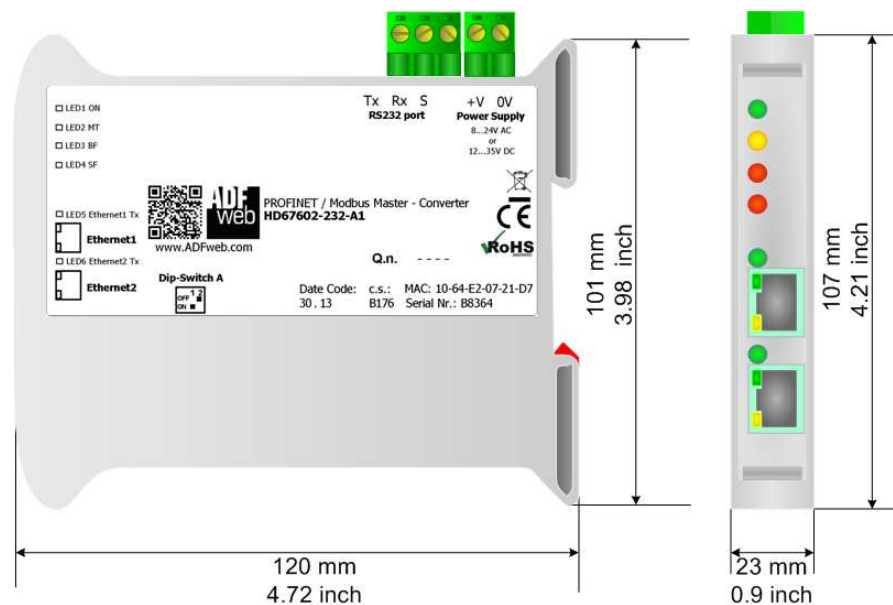 Tx Rx S
RS232 port
+V 0V
Power Supply
8...24V AC
or
12...35V DC
LED1 ON
LED2 MT
LED3 BF
LED4 SF
LED5 Ethernet1 Tx
Ethernet1
LED6 Ethernet2 Tx
Ethernet2
ADF
web
www.ADFweb.com
PROFINET / Modbus Master - Converter
HD67602-232-A1
CE
RoHS
Q.n. - - - -
Dip-Switch A
1 2
OFF
ON
Date Code: c.s.: MAC: 10-64-E2-07-21-D7
30 . 13 B176 Serial Nr.: B8364
101 mm
3.98 inch
107 mm
4.21 inch
120 mm
4.72 inch
23 mm
0.9 inch